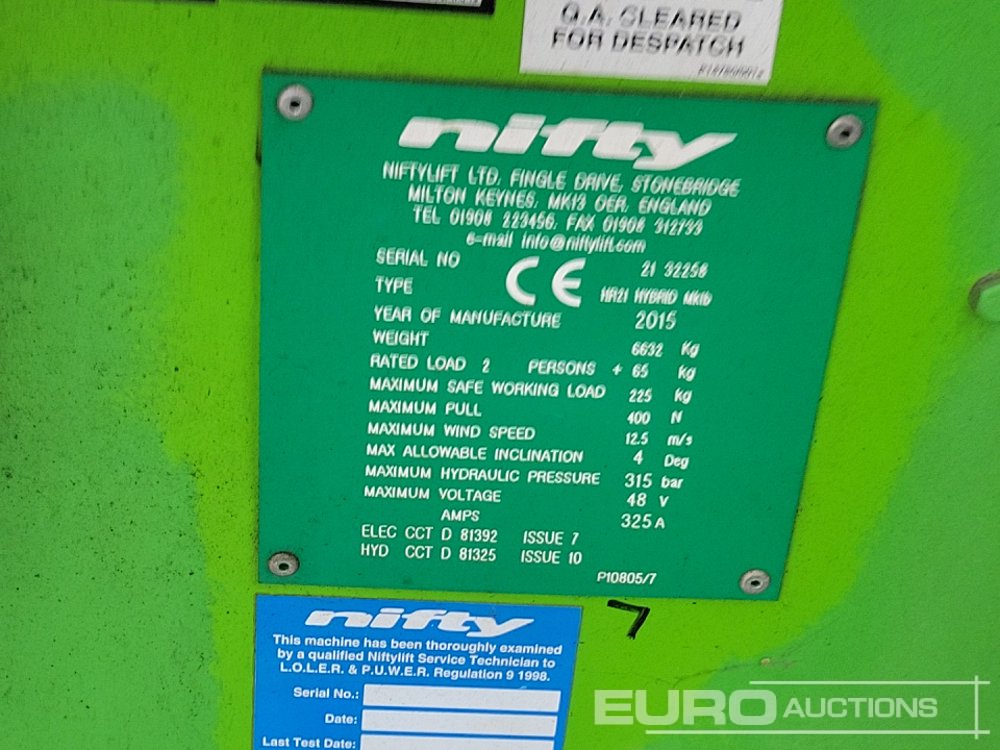 Q.A. CLEARED
FOR DESPATCH
nifty
NIFTYLIFT LTD, FINGLE DRIVE, STONEBRIDGE
MILTON KEYNES, MK13 OER, ENGLAND
TEL 01908 223456, FAX 01908 312733
e-mail info@niftylift.com
SERIAL NO 21 32258
TYPE CE HR21 HYBRID MK1b
YEAR OF MANUFACTURE 2015
WEIGHT 6632 Kg
RATED LOAD 2 PERSONS + 65 kg
MAXIMUM SAFE WORKING LOAD 225 Kg
MAXIMUM PULL 400 N
MAXIMUM WIND SPEED 12.5 m/s
MAX ALLOWABLE INCLINATION 4 Deg
MAXIMUM HYDRAULIC PRESSURE 315 bar
MAXIMUM VOLTAGE 48 V
AMPS 325 A
ELEC CCT D 81392 ISSUE 7
HYD CCT D 81325 ISSUE 10
P10805/7
7
nifty
This machine has been thoroughly examined
by a qualified Niftylift Service Technician to
L.O.L.E.R. & P.U.W.E.R. Regulation 9 1998.
Serial No.:
Date:
Last Test Date:
EURO AUCTIONS